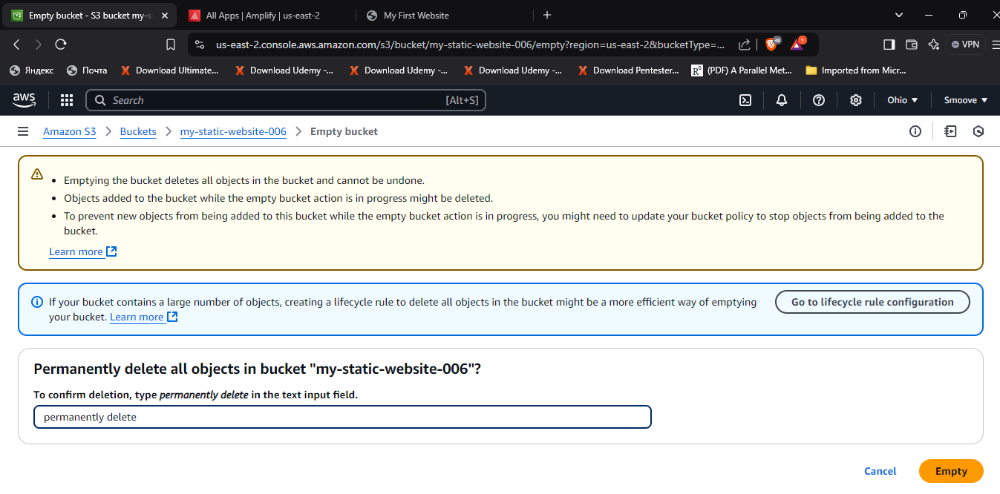 Empty bucket - S3 bucket my-s
All Apps | Amplify | us-east-2
My First Website
us-east-2.console.aws.amazon.com/s3/bucket/my-static-website-006/empty?region=us-east-2&bucketType=...
38
1
VPN
Яндекс
Почта
Download Ultimate...
Download Udemy -...
Download Udemy -...
Download Udemy -...
Download Pentester...
R^G (PDF) A Parallel Met...
Imported from Micr...
aws
Search
[Alt+S]
Ohio
Smoove
Amazon S3 > Buckets > my-static-website-006 > Empty bucket
• Emptying the bucket deletes all objects in the bucket and cannot be undone.
• Objects added to the bucket while the empty bucket action is in progress might be deleted.
• To prevent new objects from being added to this bucket while the empty bucket action is in progress, you might need to update your bucket policy to stop objects from being added to the
bucket.
Learn more
If your bucket contains a large number of objects, creating a lifecycle rule to delete all objects in the bucket might be a more efficient way of emptying
your bucket. Learn more
Go to lifecycle rule configuration
Permanently delete all objects in bucket "my-static-website-006"?
To confirm deletion, type permanently delete in the text input field.
permanently delete
Cancel
Empty